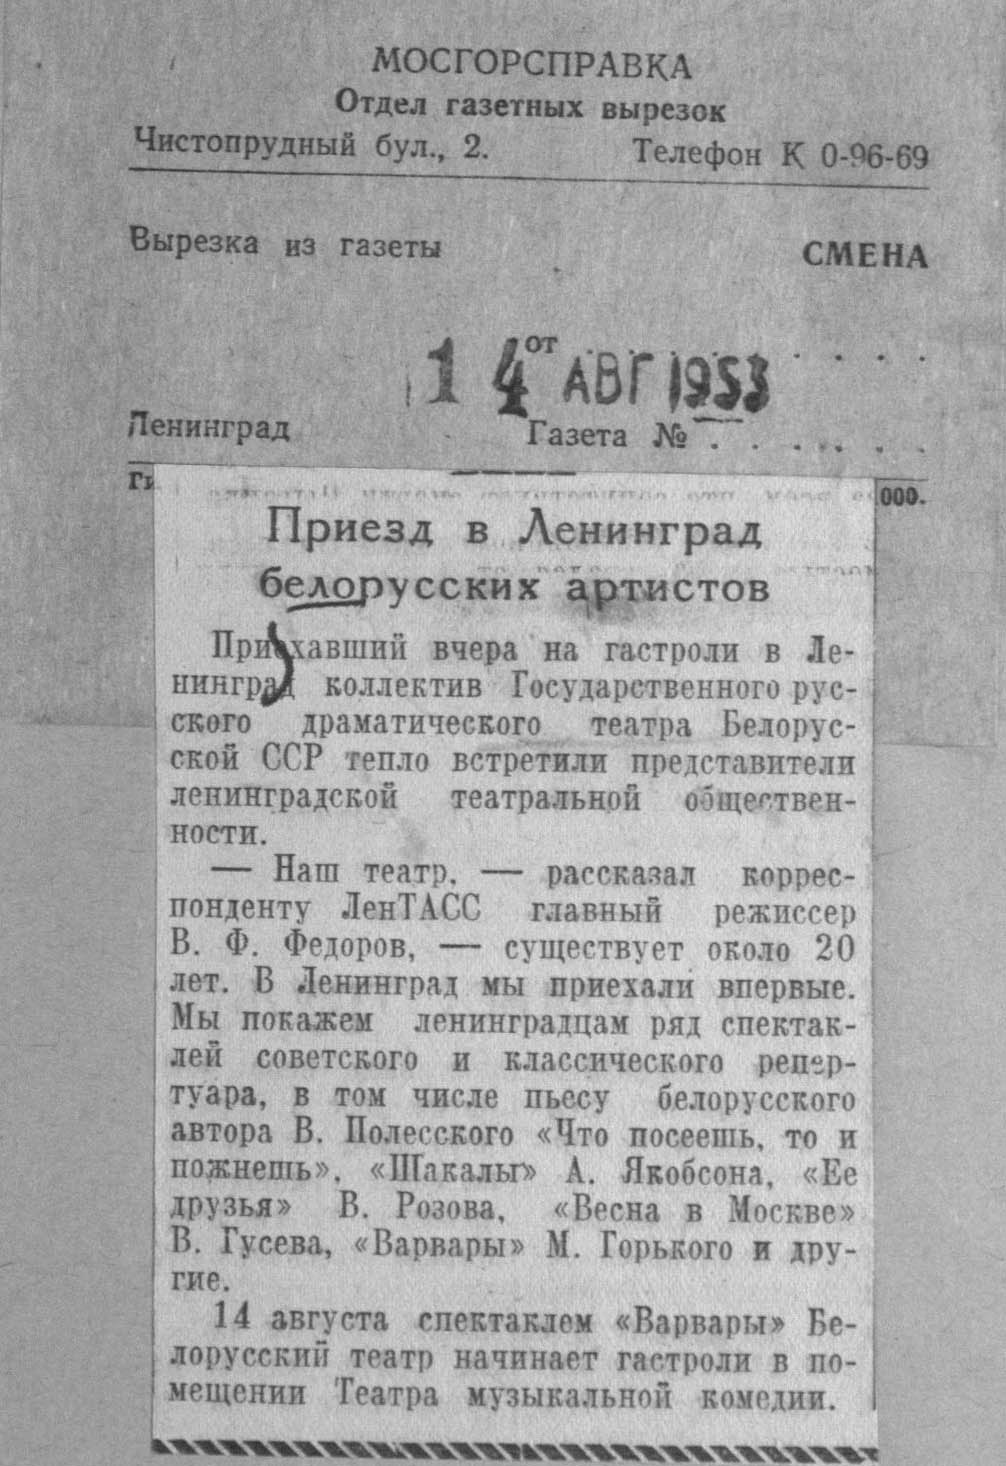 МОСГОРСПРАВКА
Отдел газетных вырезок
Чистопрудный бул., 2. Телефон К 0-96-69
Вырезка из газеты СМЕНА
от
14 АВГ 1953
Ленинград Газета №
000.
Приезд в Ленинград
белорусских артистов
Приехавший вчера на гастроли в Ле-
нинград коллектив Государственного рус-
ского драматического театра Белорус-
ской ССР тепло встретили представители
ленинградской театральной обществен-
ности.
— Наш театр, — рассказал коррес-
понденту ЛенТАСС главный режиссер
В. Ф. Федоров, — существует около 20
лет. В Ленинград мы приехали впервые.
Мы покажем ленинградцам ряд спектак-
лей советского и классического репер-
туара, в том числе пьесу белорусского
автора В. Полесского «Что посеешь, то и
пожнешь», «Шакалы» А. Якобсона, «Ее
друзья» В. Розова, «Весна в Москве»
В. Гусева, «Варвары» М. Горького и дру-
гие.
14 августа спектаклем «Варвары» Бе-
лорусский театр начинает гастроли в по-
мещении Театра музыкальной комедии.